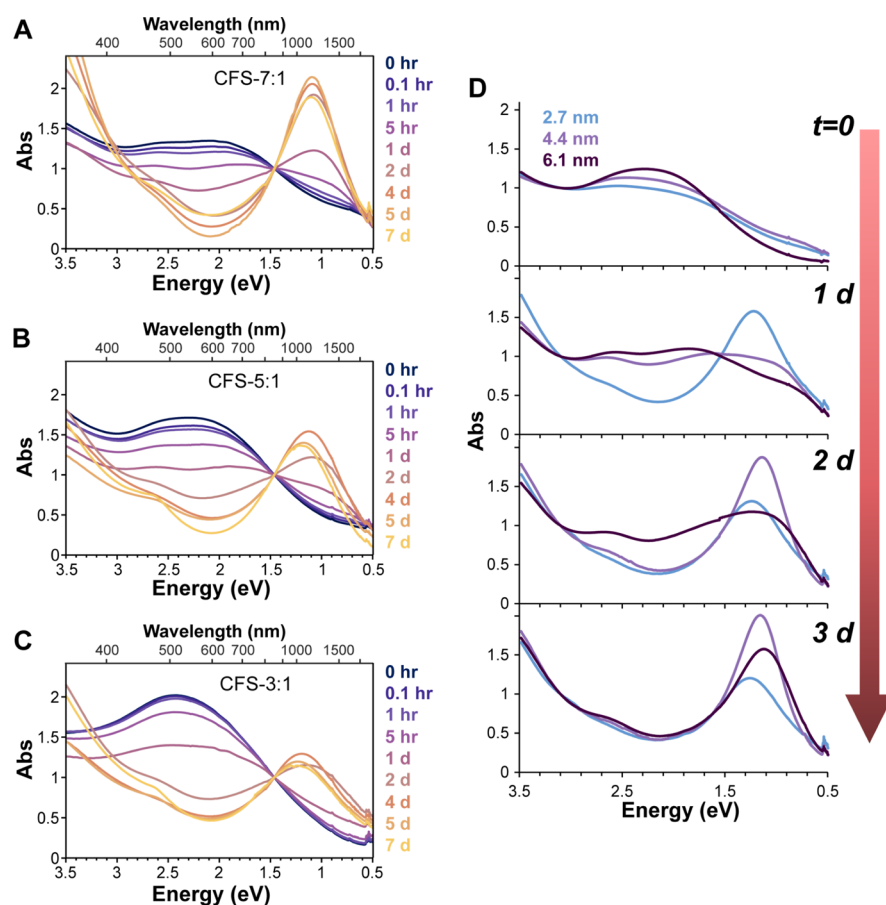 A
Wavelength (nm)
400 500 600 700 1000 1500
CFS-7:1
Abs
2
1.5
1
0.5
0
3.5 3 2.5 2 1.5 1 0.5
Energy (eV)
0 hr
0.1 hr
1 hr
5 hr
1 d
2 d
4 d
5 d
7 d
B
Wavelength (nm)
400 500 600 700 1000 1500
CFS-5:1
Abs
2
1.5
1
0.5
0
3.5 3 2.5 2 1.5 1 0.5
Energy (eV)
0 hr
0.1 hr
1 hr
5 hr
1 d
2 d
4 d
5 d
7 d
C
Wavelength (nm)
400 500 600 700 1000 1500
CFS-3:1
Abs
2
1.5
1
0.5
0
3.5 3 2.5 2 1.5 1 0.5
Energy (eV)
0 hr
0.1 hr
1 hr
5 hr
1 d
2 d
4 d
5 d
7 d
D
2.7 nm
4.4 nm
6.1 nm
t=0
Abs
2
1.5
1
0.5
0
1 d
Abs
2
1.5
1
0.5
0
2 d
Abs
2
1.5
1
0.5
0
3 d
Abs
2
1.5
1
0.5
0
3.5 2.5 1.5 0.5
Energy (eV)